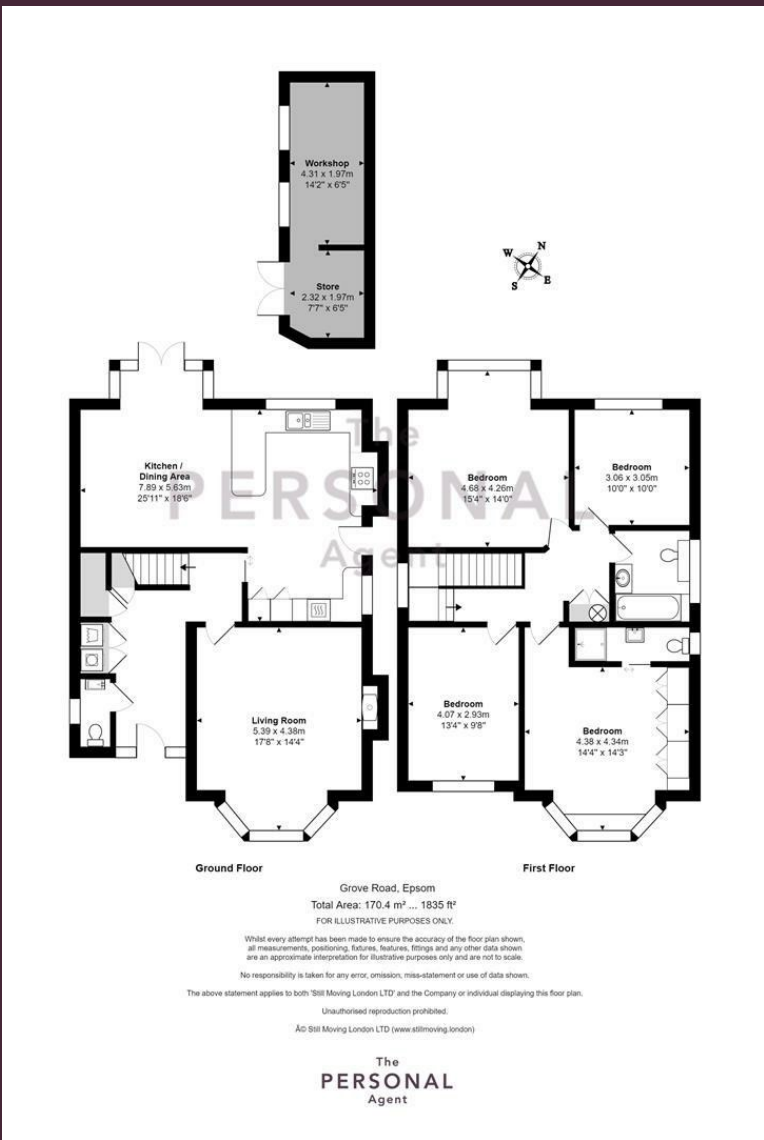 Workshop
4.31 x 1.97m
14'2" x 6'5"
Store
2.32 x 1.97m
7'7" x 6'5"
N
W
E
S
The
PERSONAL
Agent
Kitchen /
Dining Area
7.89 x 5.63m
25'11" x 18'6"
Living Room
5.39 x 4.38m
17'8" x 14'4"
Bedroom
4.68 x 4.26m
15'4" x 14'0"
Bedroom
3.06 x 3.05m
10'0" x 10'0"
Bedroom
4.07 x 2.93m
13'4" x 9'8"
Bedroom
4.38 x 4.34m
14'4" x 14'3"
Ground Floor
First Floor
Grove Road, Epsom
Total Area: 170.4 m² ... 1835 ft²
FOR ILLUSTRATIVE PURPOSES ONLY.
Whilst every attempt has been made to ensure the accuracy of the floor plan shown,
all measurements, positioning, fixtures, features, fittings and any other data shown
are an approximate interpretation for illustrative purposes only and are not to scale.
No responsibility is taken for any error, omission, miss-statement or use of data shown.
The above statement applies to both 'Still Moving London LTD' and the Company or individual displaying this floor plan.
Unauthorised reproduction prohibited.
Â© Still Moving London LTD (www.stillmoving.london)
The
PERSONAL
Agent